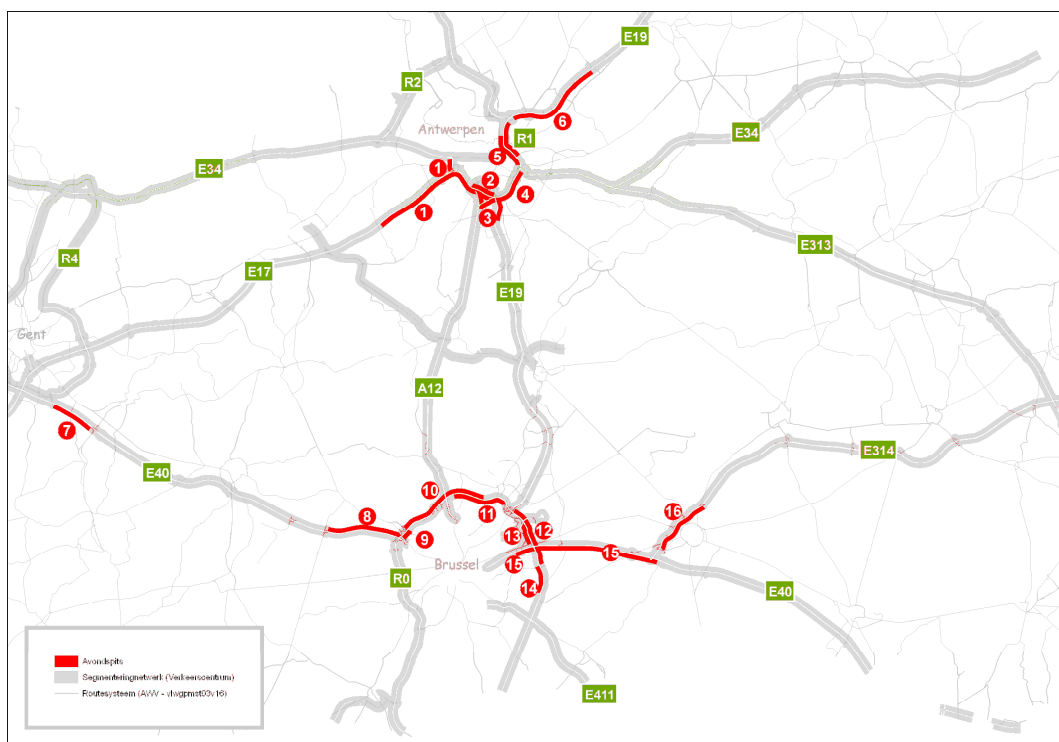 E19
R2
Antwerpen
R1
6
E34
5
E34
1
2
1
4
3
R4
E313
E17
E19
Gent
A12
7
E40
E314
10
8
11
16
9
12
13
15
Brussel
15
R0
14
E40
Avondspits
Segmenteringnetwerk (Verkeerscentrum)
Routesysteem (AWV - vlwgpmst03v16)
E411